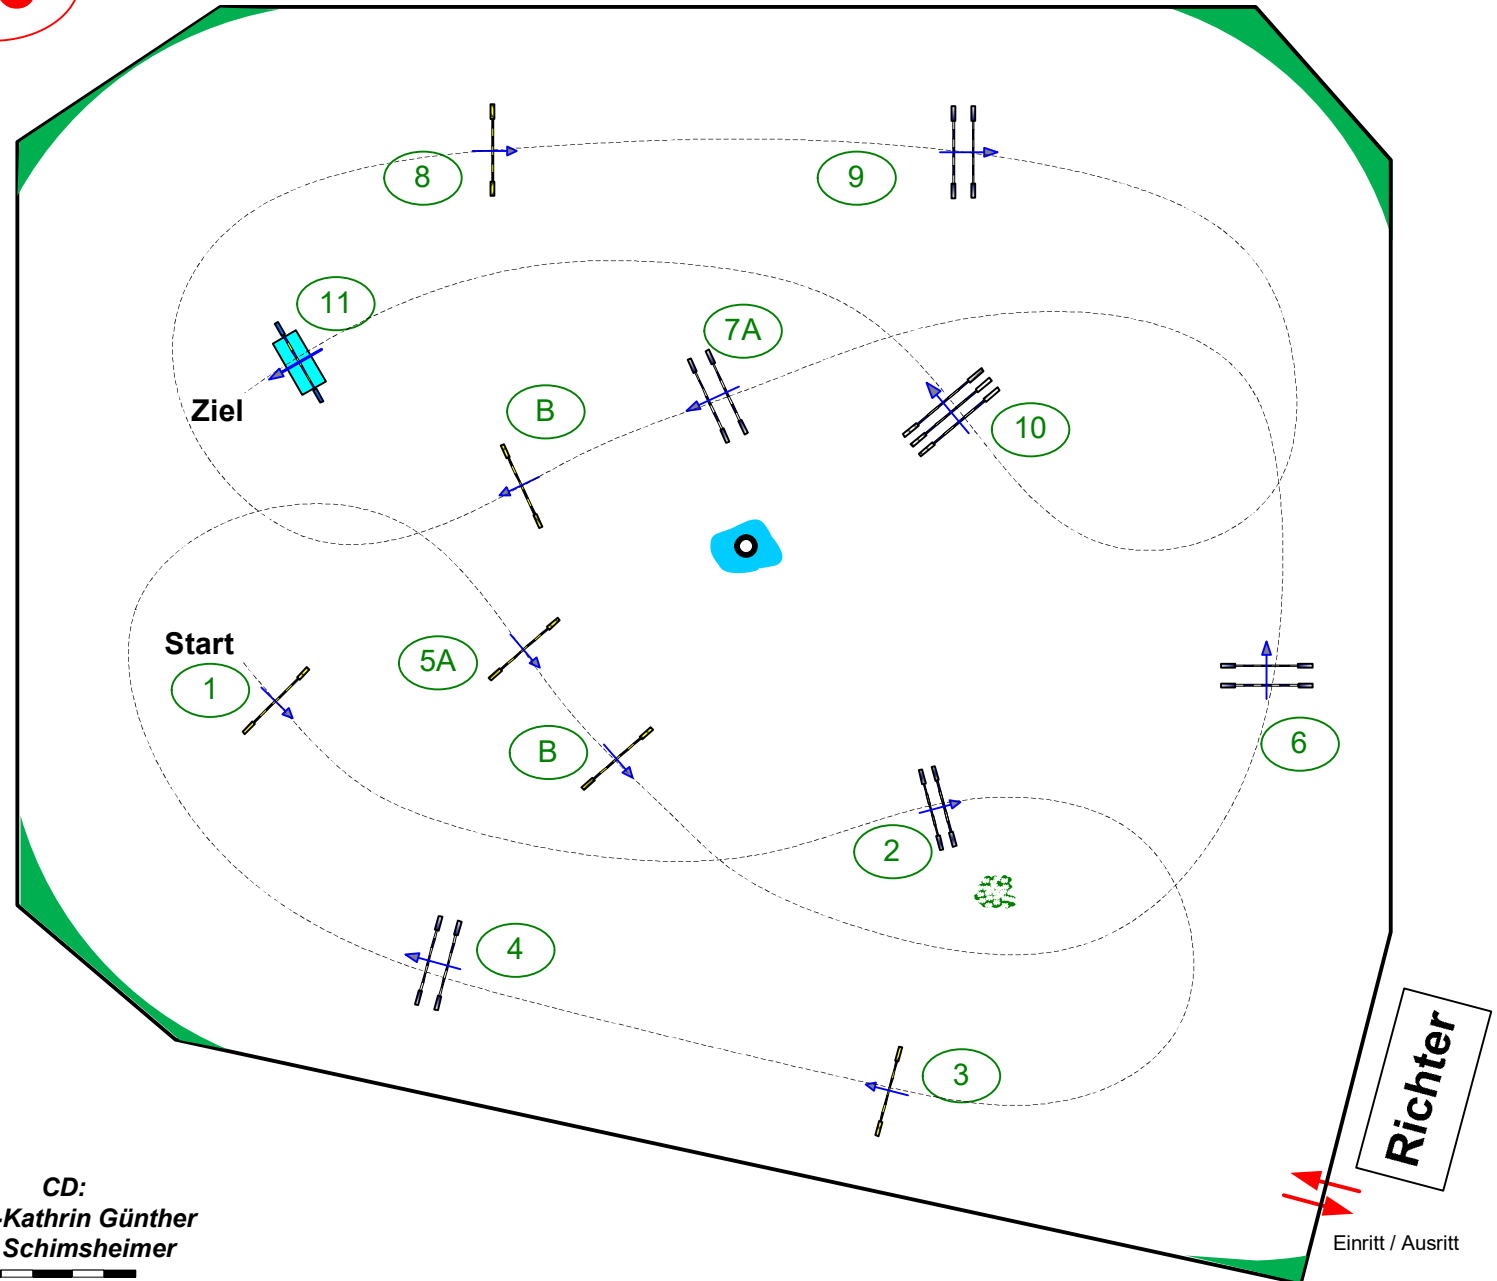 8
9
11
7A
Ziel
B
10
Start
5A
1
B
6
2
4
3
Richter
CD:
-Kathrin Günther
Schimsheimer
Einritt / Ausritt